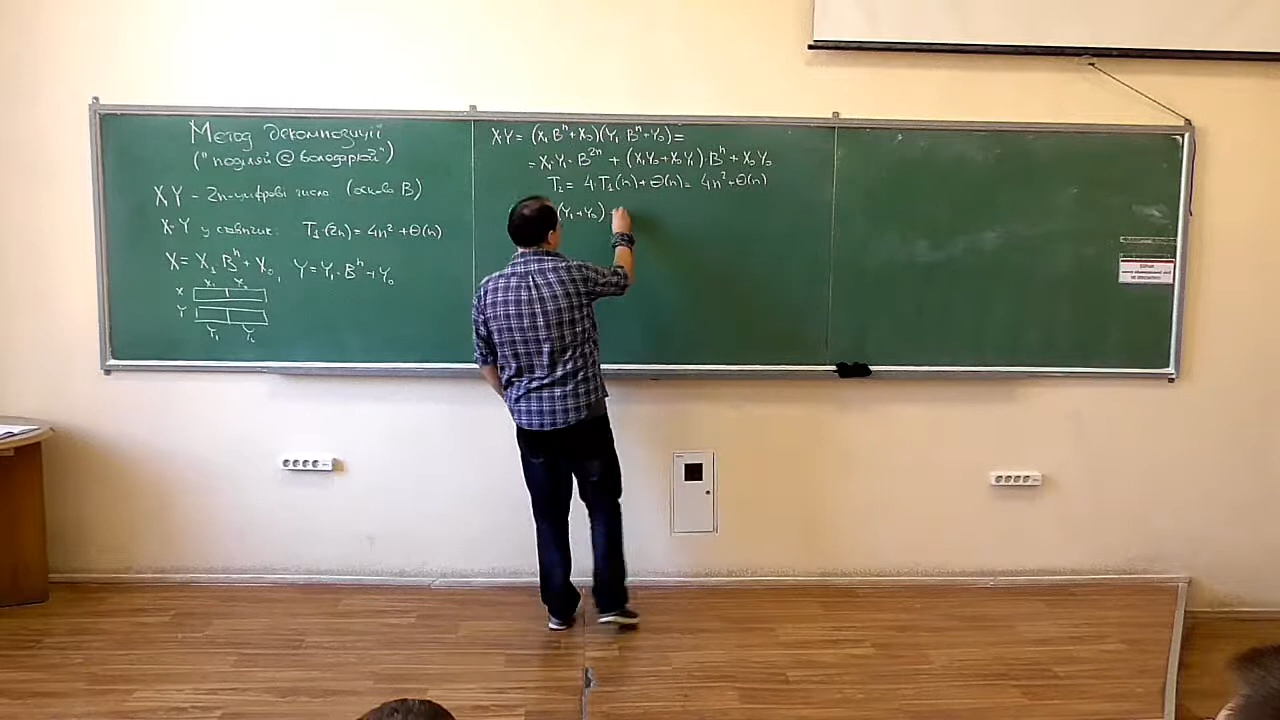 Метод декомпозиції
("поділяй @ володарюй")
X, Y - 2n-цифрові числа (основа B)
X·Y у стовпчик: T₁(2n) = 4n² + Θ(n)
X = X₁·Bⁿ + X₀, Y = Y₁·Bⁿ + Y₀
X₁ X₀
X
Y
Y₁ Y₀
X·Y = (X₁·Bⁿ + X₀)(Y₁·Bⁿ + Y₀) =
= X₁·Y₁·B²ⁿ + (X₁Y₀ + X₀Y₁)·Bⁿ + X₀Y₀
T₂ = 4·T₁(n) + Θ(n) = 4n² + Θ(n)
(Y₁ + Y₀)